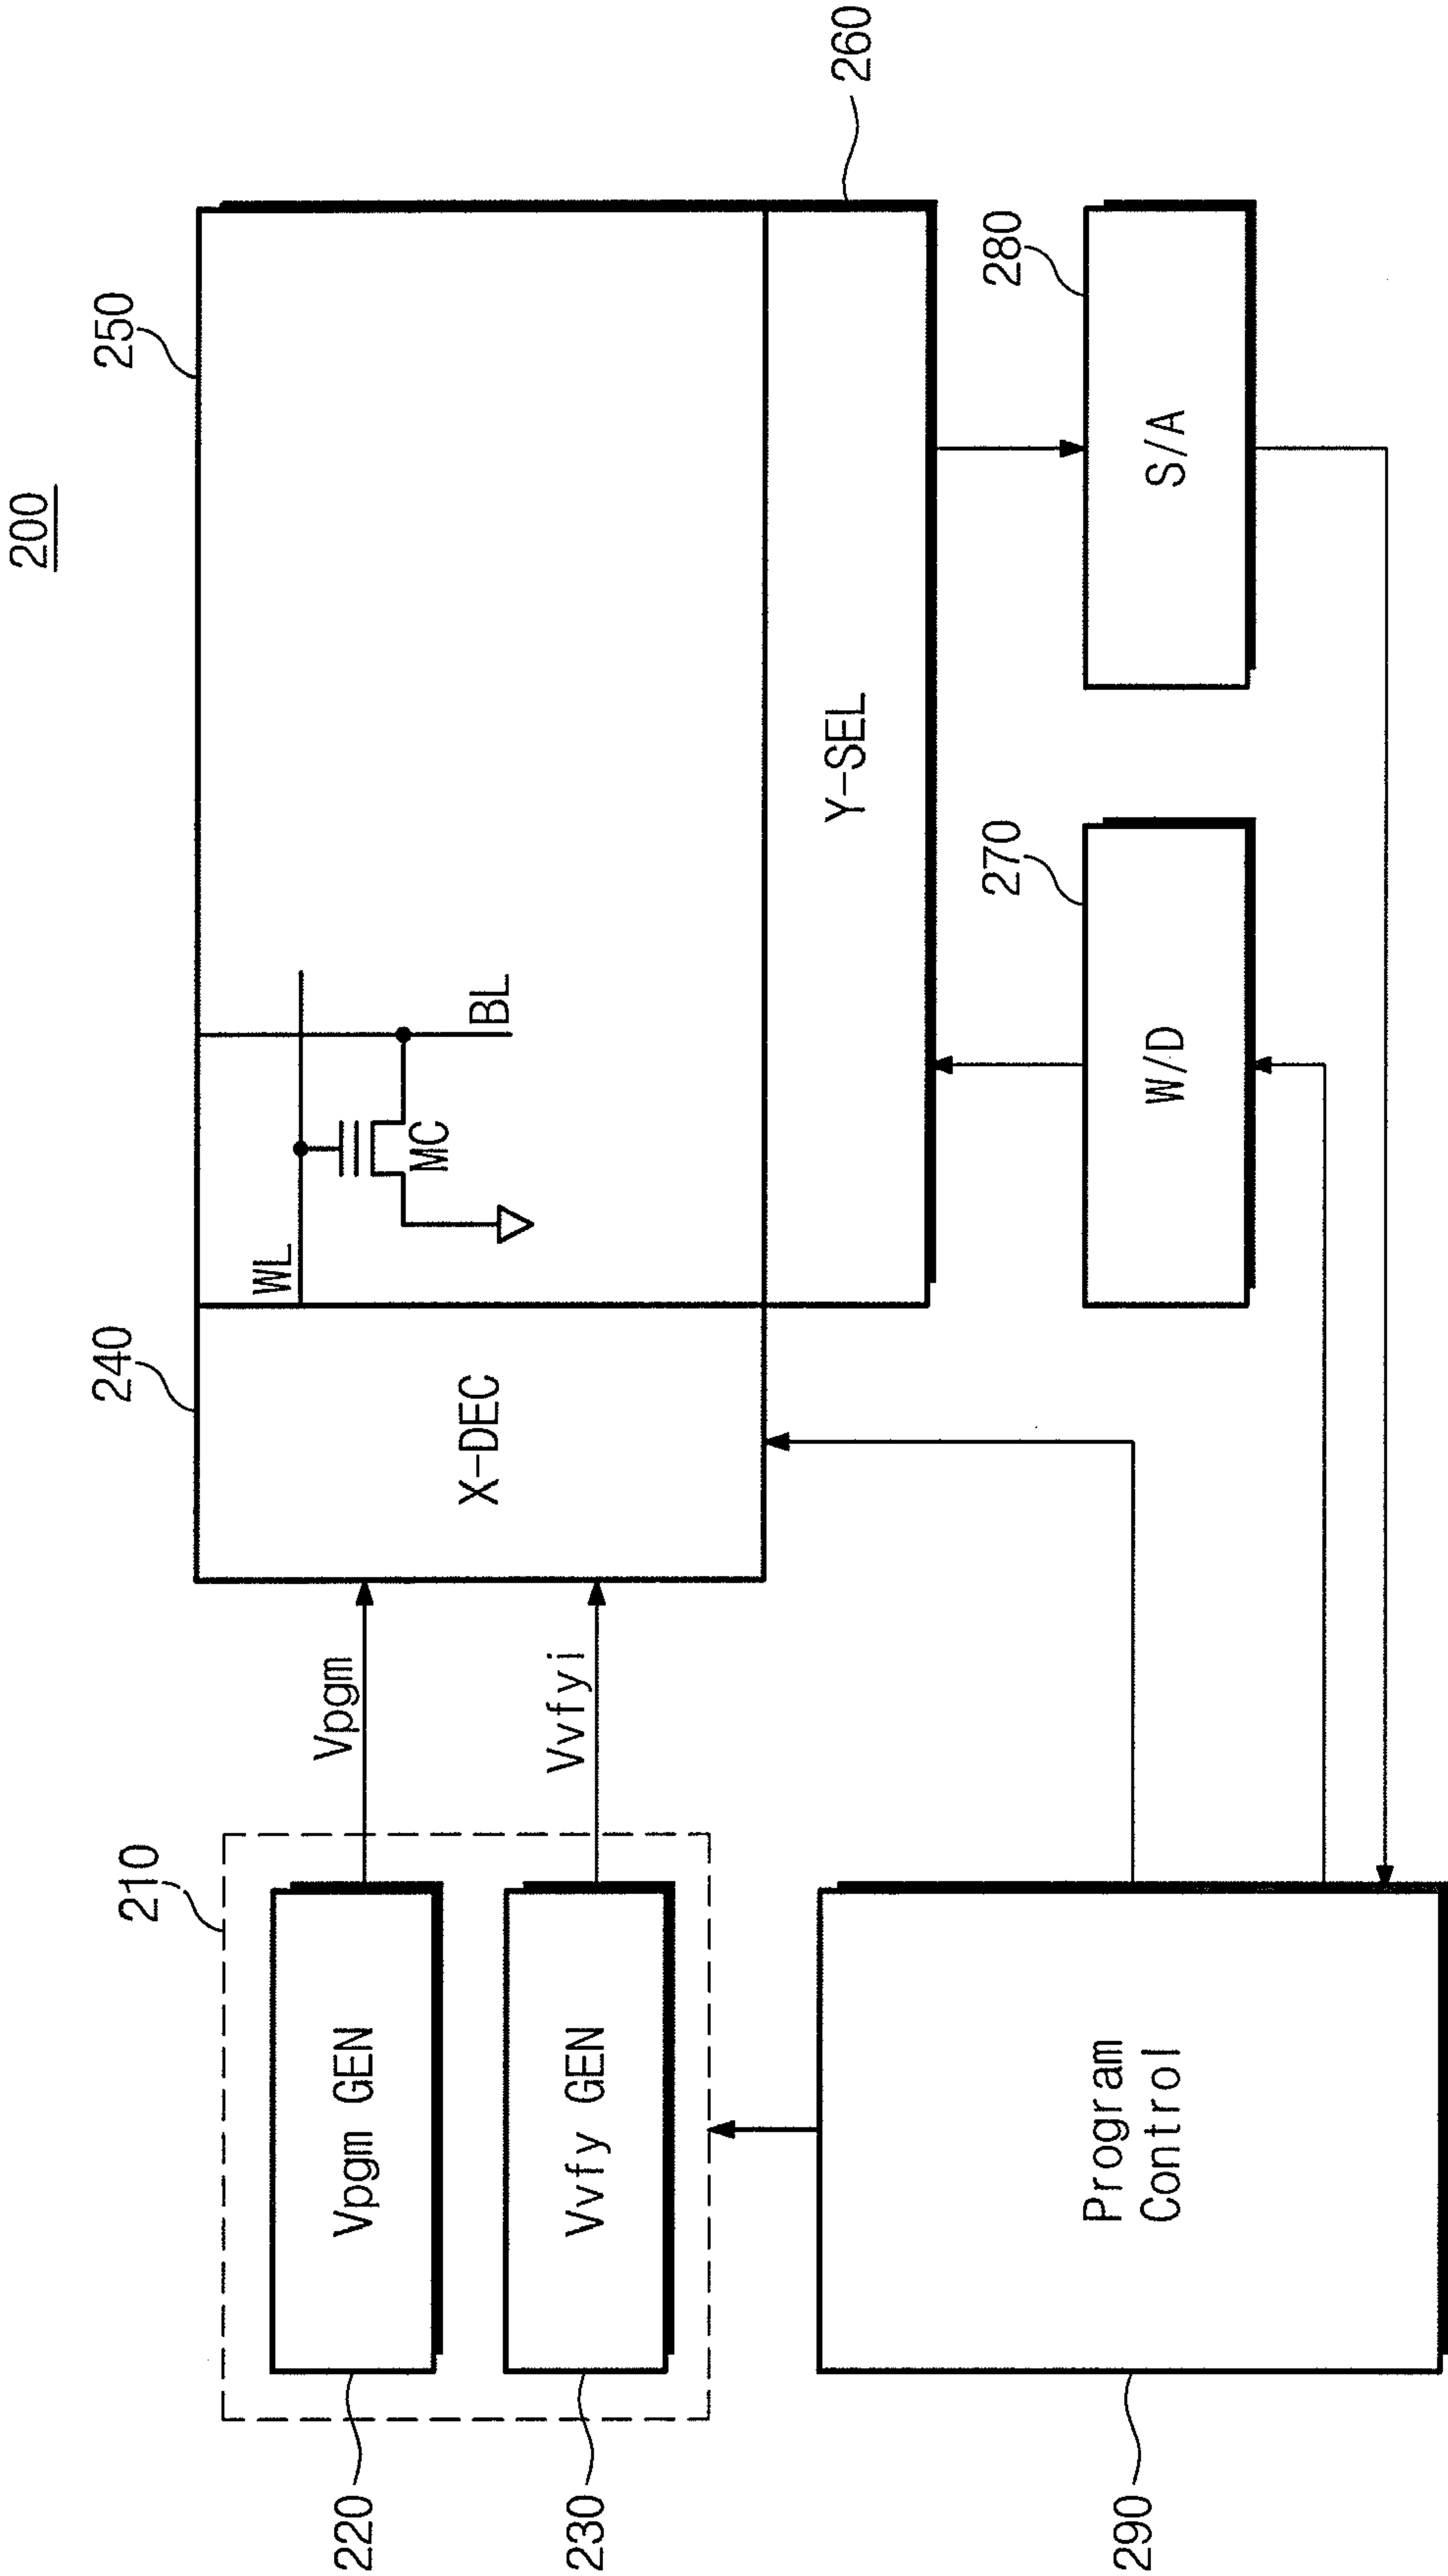 200
210
220
Vpgm GEN
Vpgm
230
Vvfy GEN
Vvfyi
240
X-DEC
250
WL
MC
BL
260
Y-SEL
270
W/D
280
S/A
290
Program
Control